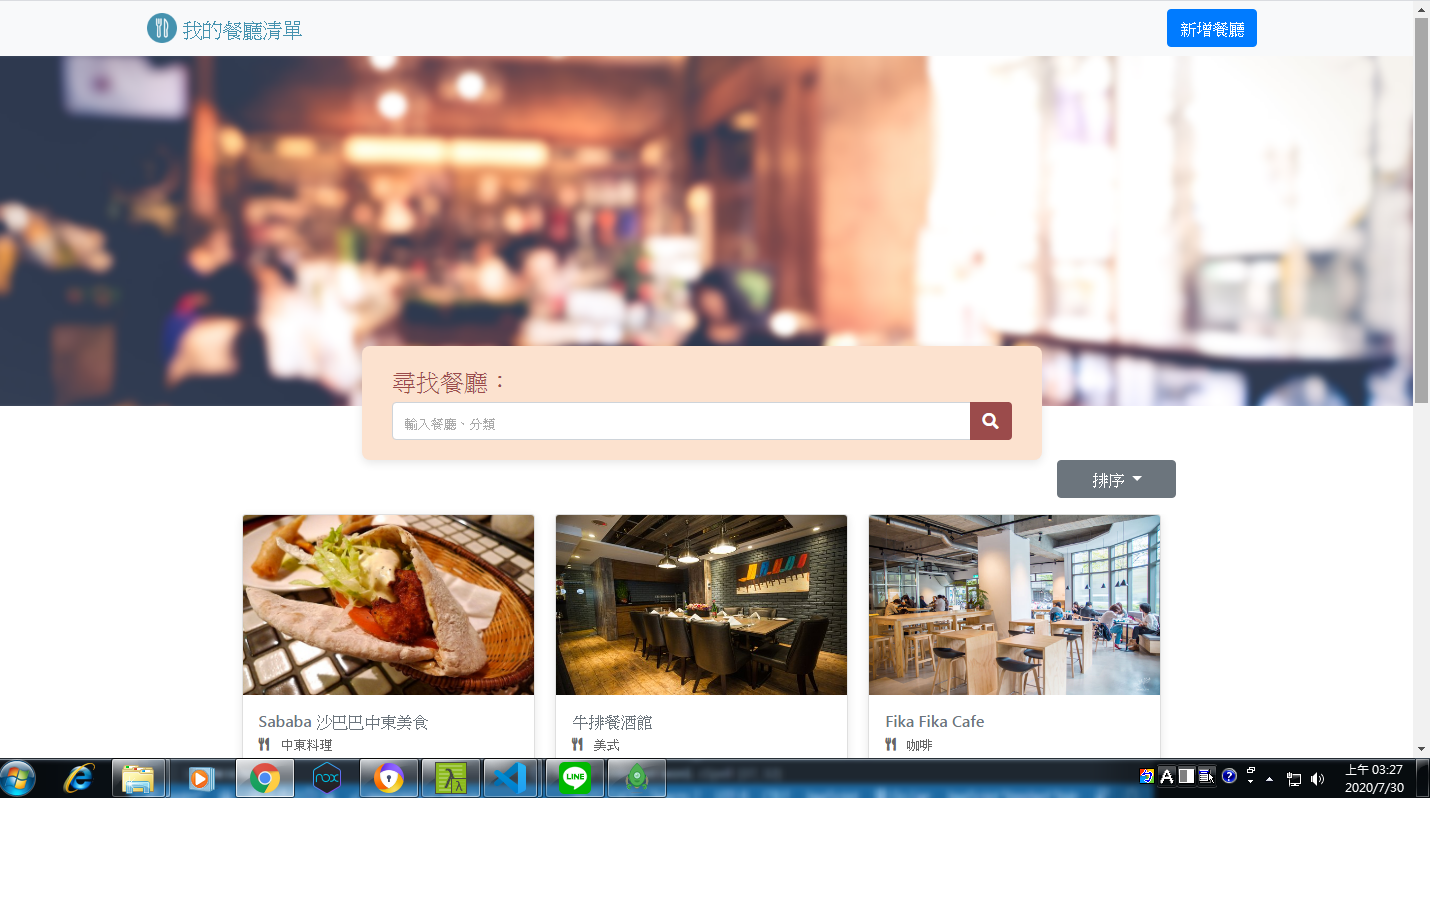 我的餐廳清單
新增餐廳
尋找餐廳：
輸入餐廳、分類
排序
Sababa 沙巴巴中東美食
中東料理
牛排餐酒館
美式
Fika Fika Cafe
咖啡
nox
LINE
A
上午 03:27
2020/7/30